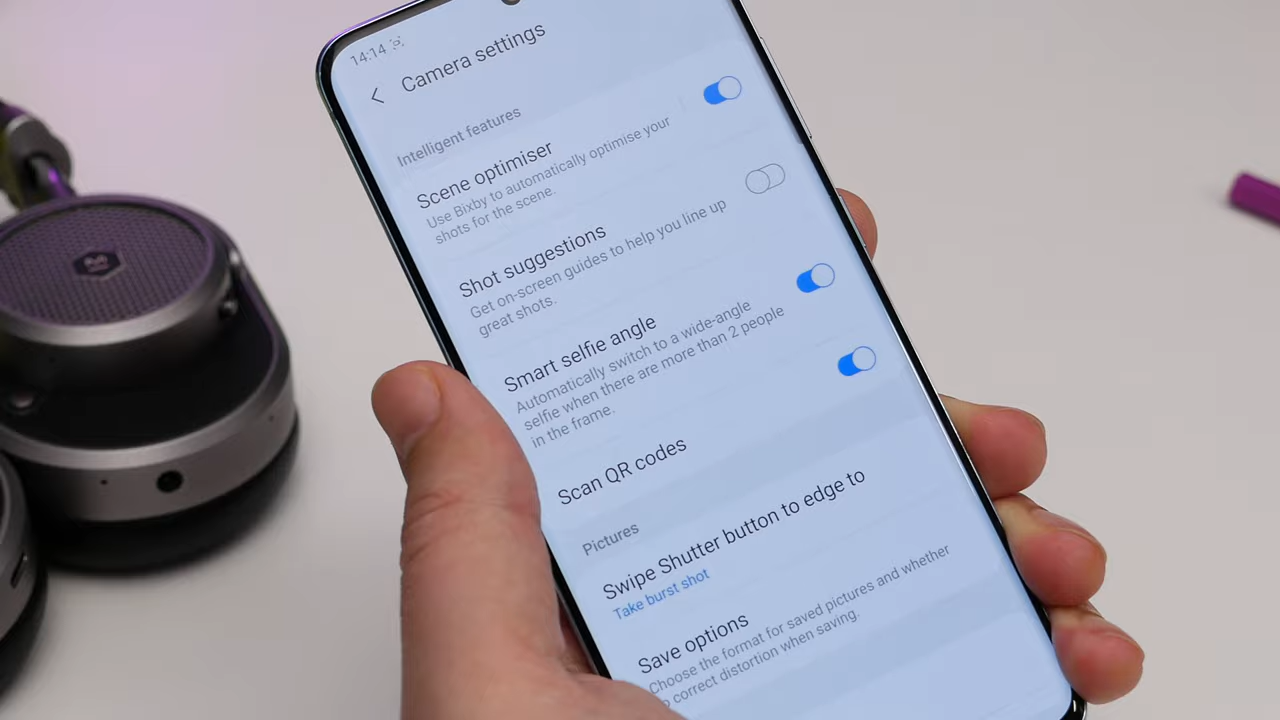 14:14
Camera settings
Intelligent features
Scene optimiser
Use Bixby to automatically optimise your
shots for the scene.
Shot suggestions
Get on-screen guides to help you line up
great shots.
Smart selfie angle
Automatically switch to a wide-angle
selfie when there are more than 2 people
in the frame.
Scan QR codes
Pictures
Swipe Shutter button to edge to
Take burst shot
Save options
Choose the format for saved pictures and whether
to correct distortion when saving.